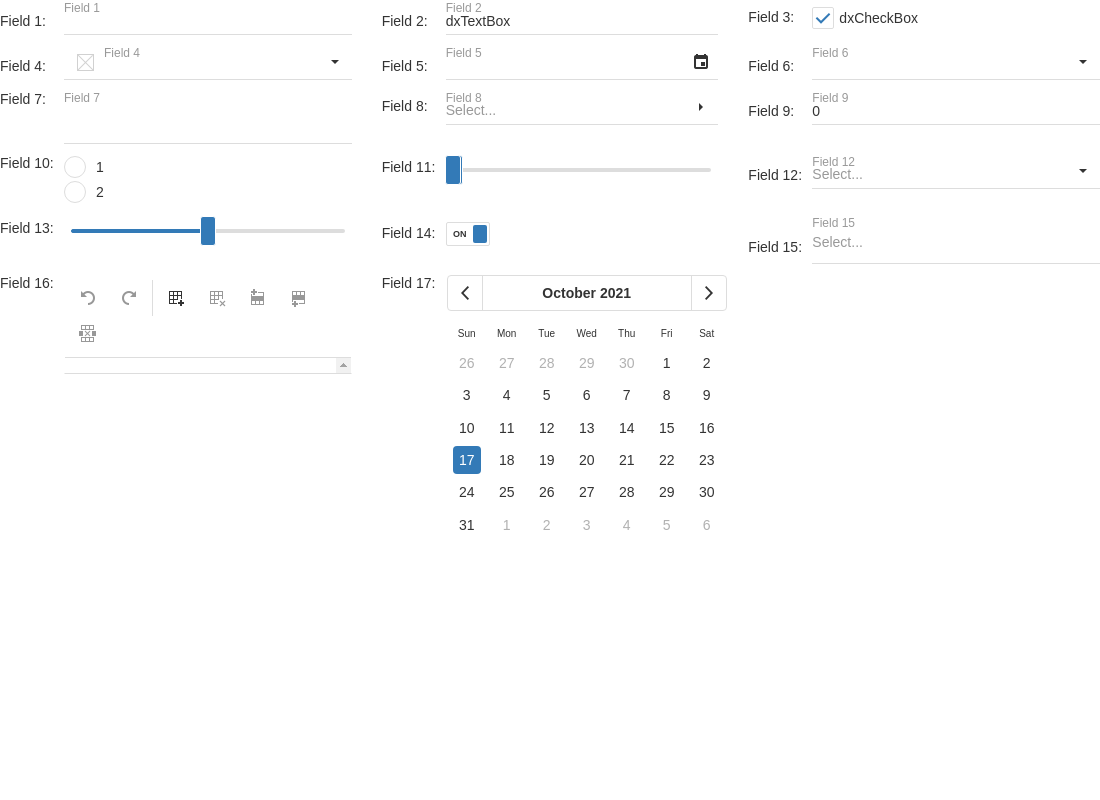 Field 1: Field 1
Field 2: Field 2
dxTextBox
Field 3: dxCheckBox
Field 4: Field 4
Field 5: Field 5
Field 6: Field 6
Field 7: Field 7
Field 8: Field 8
Select...
Field 9: Field 9
0
Field 10: 1
2
Field 11:
Field 12: Field 12
Select...
Field 13:
Field 14: ON
Field 15: Field 15
Select...
Field 16:
Field 17: October 2021
Sun Mon Tue Wed Thu Fri Sat
26 27 28 29 30 1 2
3 4 5 6 7 8 9
10 11 12 13 14 15 16
17 18 19 20 21 22 23
24 25 26 27 28 29 30
31 1 2 3 4 5 6